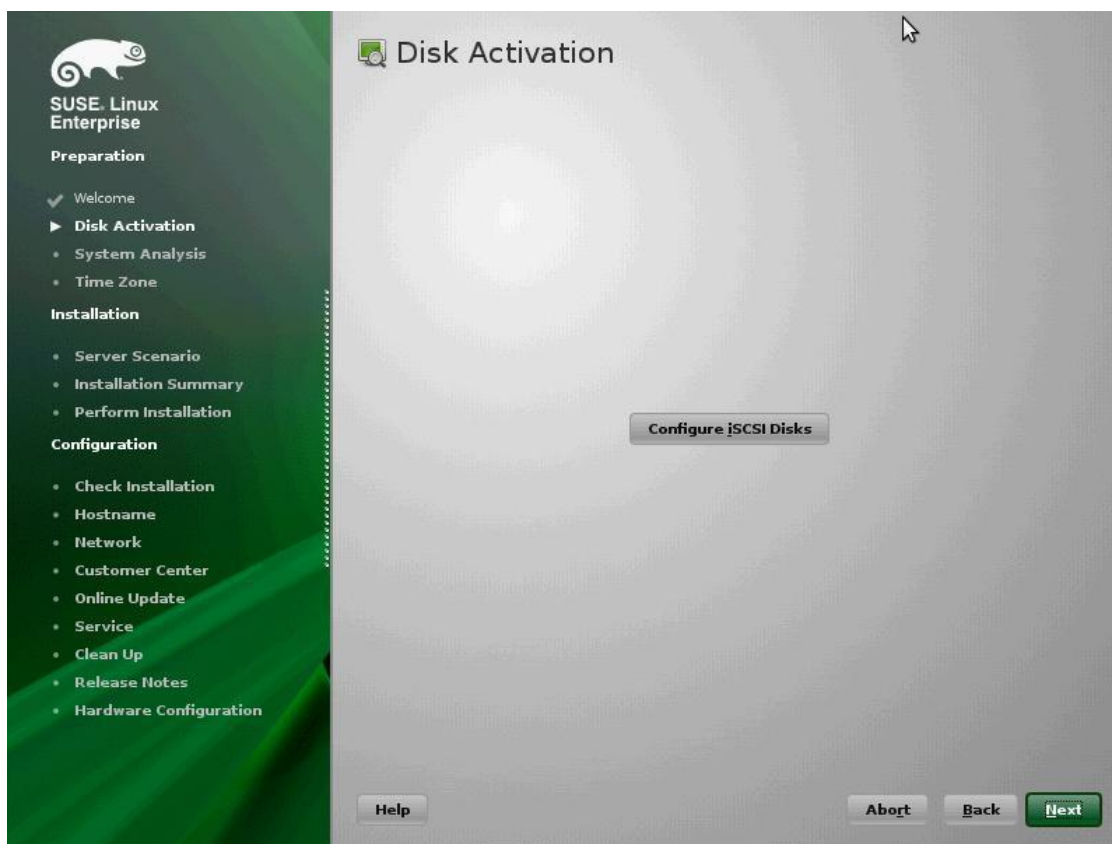 SUSE. Linux
Enterprise
Preparation
Welcome
Disk Activation
System Analysis
Time Zone
Installation
Server Scenario
Installation Summary
Perform Installation
Configuration
Check Installation
Hostname
Network
Customer Center
Online Update
Service
Clean Up
Release Notes
Hardware Configuration
Disk Activation
Configure iSCSI Disks
Help
Abort
Back
Next